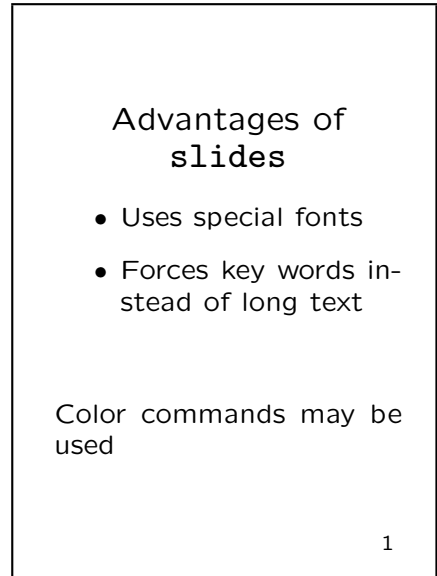 Advantages of
slides
• Uses special fonts
• Forces key words in-
stead of long text
Color commands may be
used
1